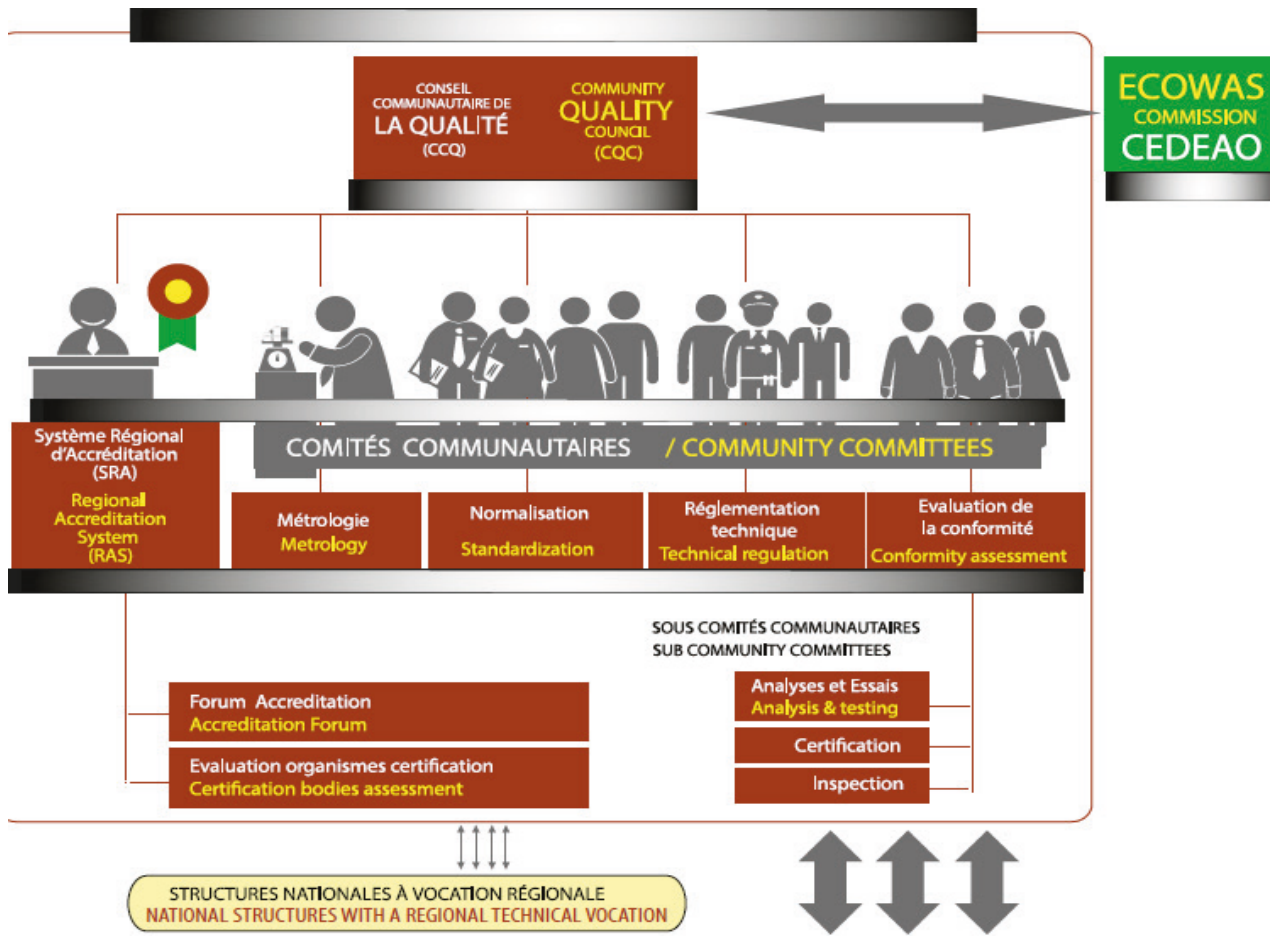 CONSEIL
COMMUNAUTAIRE DE
LA QUALITÉ
(CCQ)
COMMUNITY
QUALITY
COUNCIL
(CQC)
ECOWAS
COMMISSION
CEDEAO
Système Régional
d'Accréditation
(SRA)
Regional
Accreditation
System
(RAS)
COMITÉS COMMUNAUTAIRES / COMMUNITY COMMITTEES
Métrologie
Metrology
Normalisation
Standardization
Réglementation
technique
Technical regulation
Evaluation de
la conformité
Conformity assessment
SOUS COMITÉS COMMUNAUTAIRES
SUB COMMUNITY COMMITTEES
Forum Accreditation
Accreditation Forum
Evaluation organismes certification
Certification bodies assessment
Analyses et Essais
Analysis & testing
Certification
Inspection
STRUCTURES NATIONALES À VOCATION RÉGIONALE
NATIONAL STRUCTURES WITH A REGIONAL TECHNICAL VOCATION